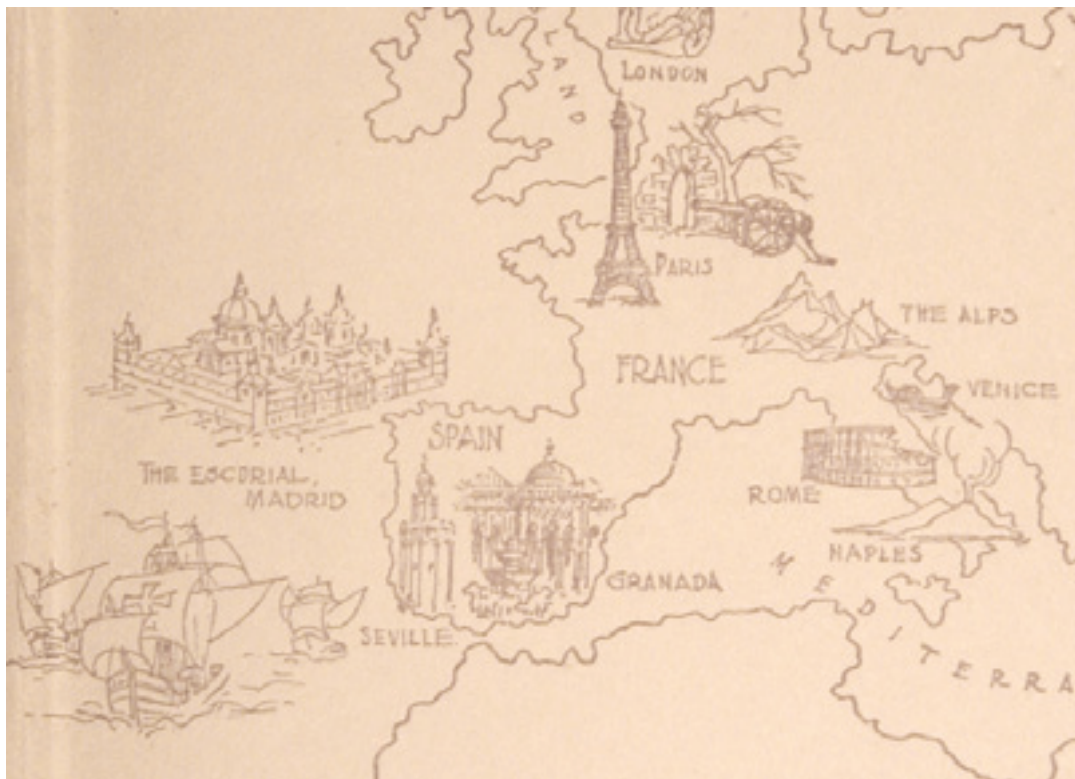 LAND
LONDON
PARIS
THE ALPS
FRANCE
VENICE
SPAIN
THE ESCORIAL,
MADRID
ROME
NAPLES
GRANADA
SEVILLE
MEDITERRA